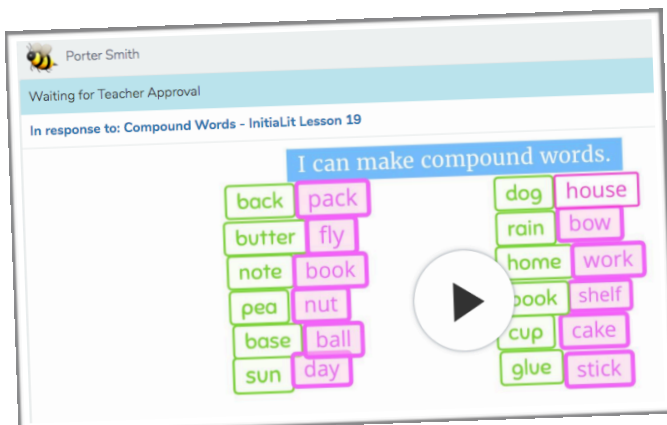 Porter Smith
Waiting for Teacher Approval
In response to: Compound Words - InitiaLit Lesson 19
I can make compound words.
back pack
butter fly
note book
pea nut
base ball
sun day
dog house
rain bow
home work
book shelf
cup cake
glue stick